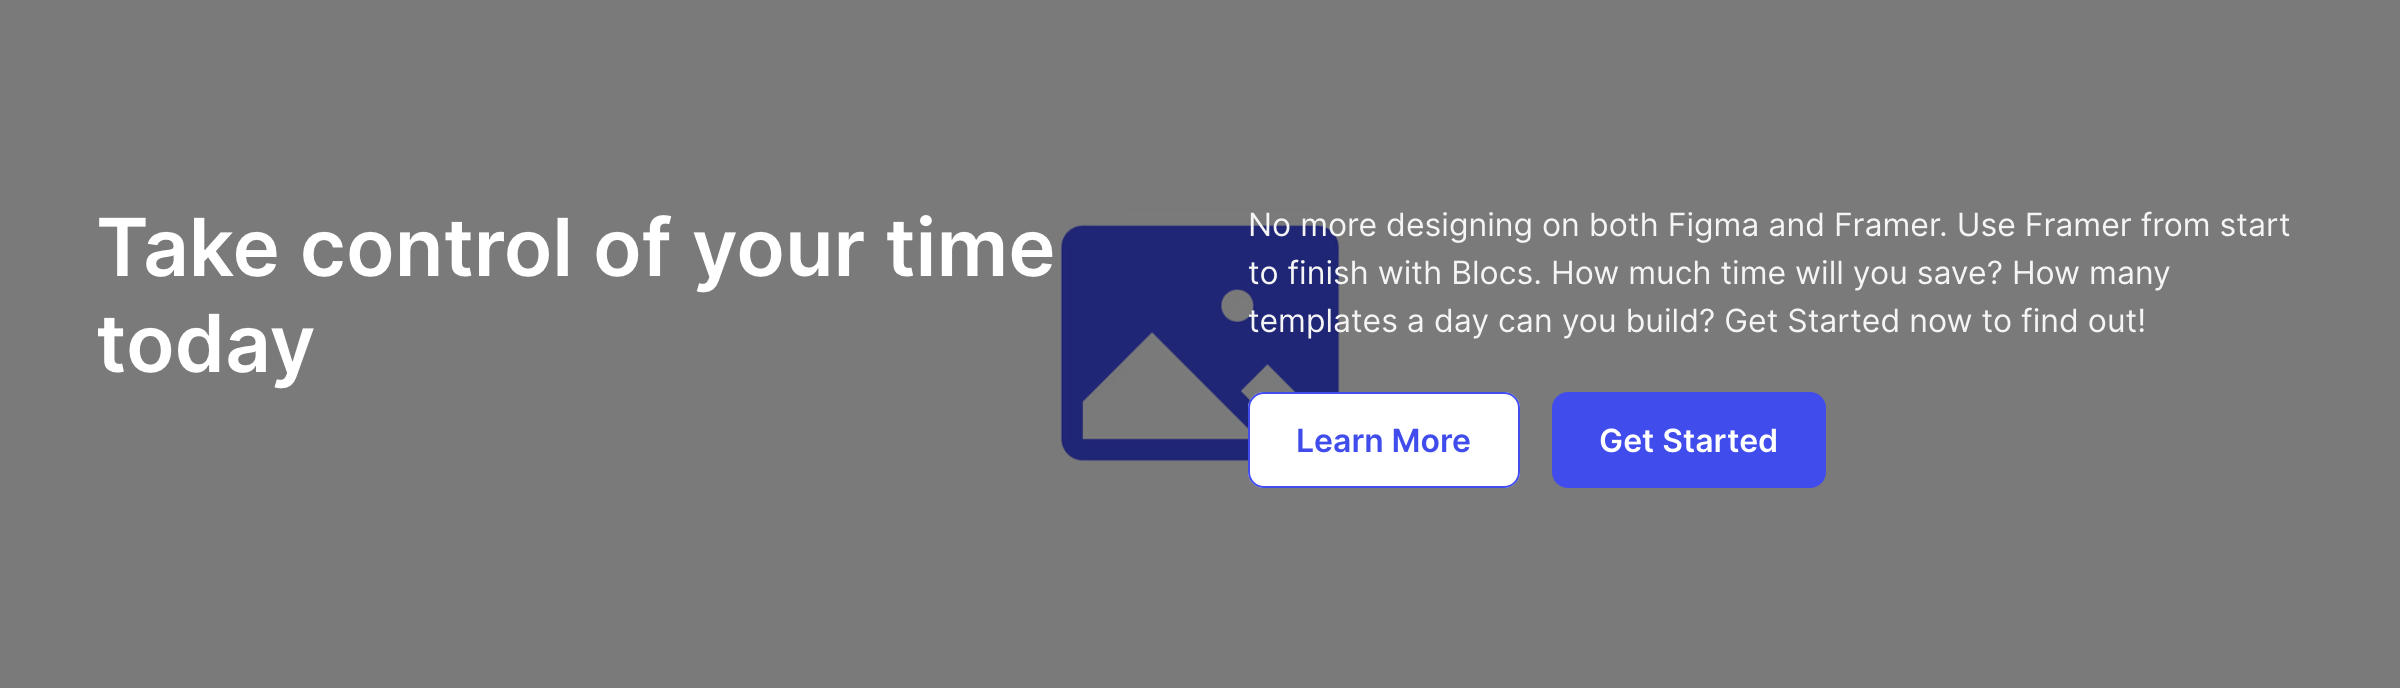 Take control of your time
today
No more designing on both Figma and Framer. Use Framer from start
to finish with Blocs. How much time will you save? How many
templates a day can you build? Get Started now to find out!
Learn More
Get Started